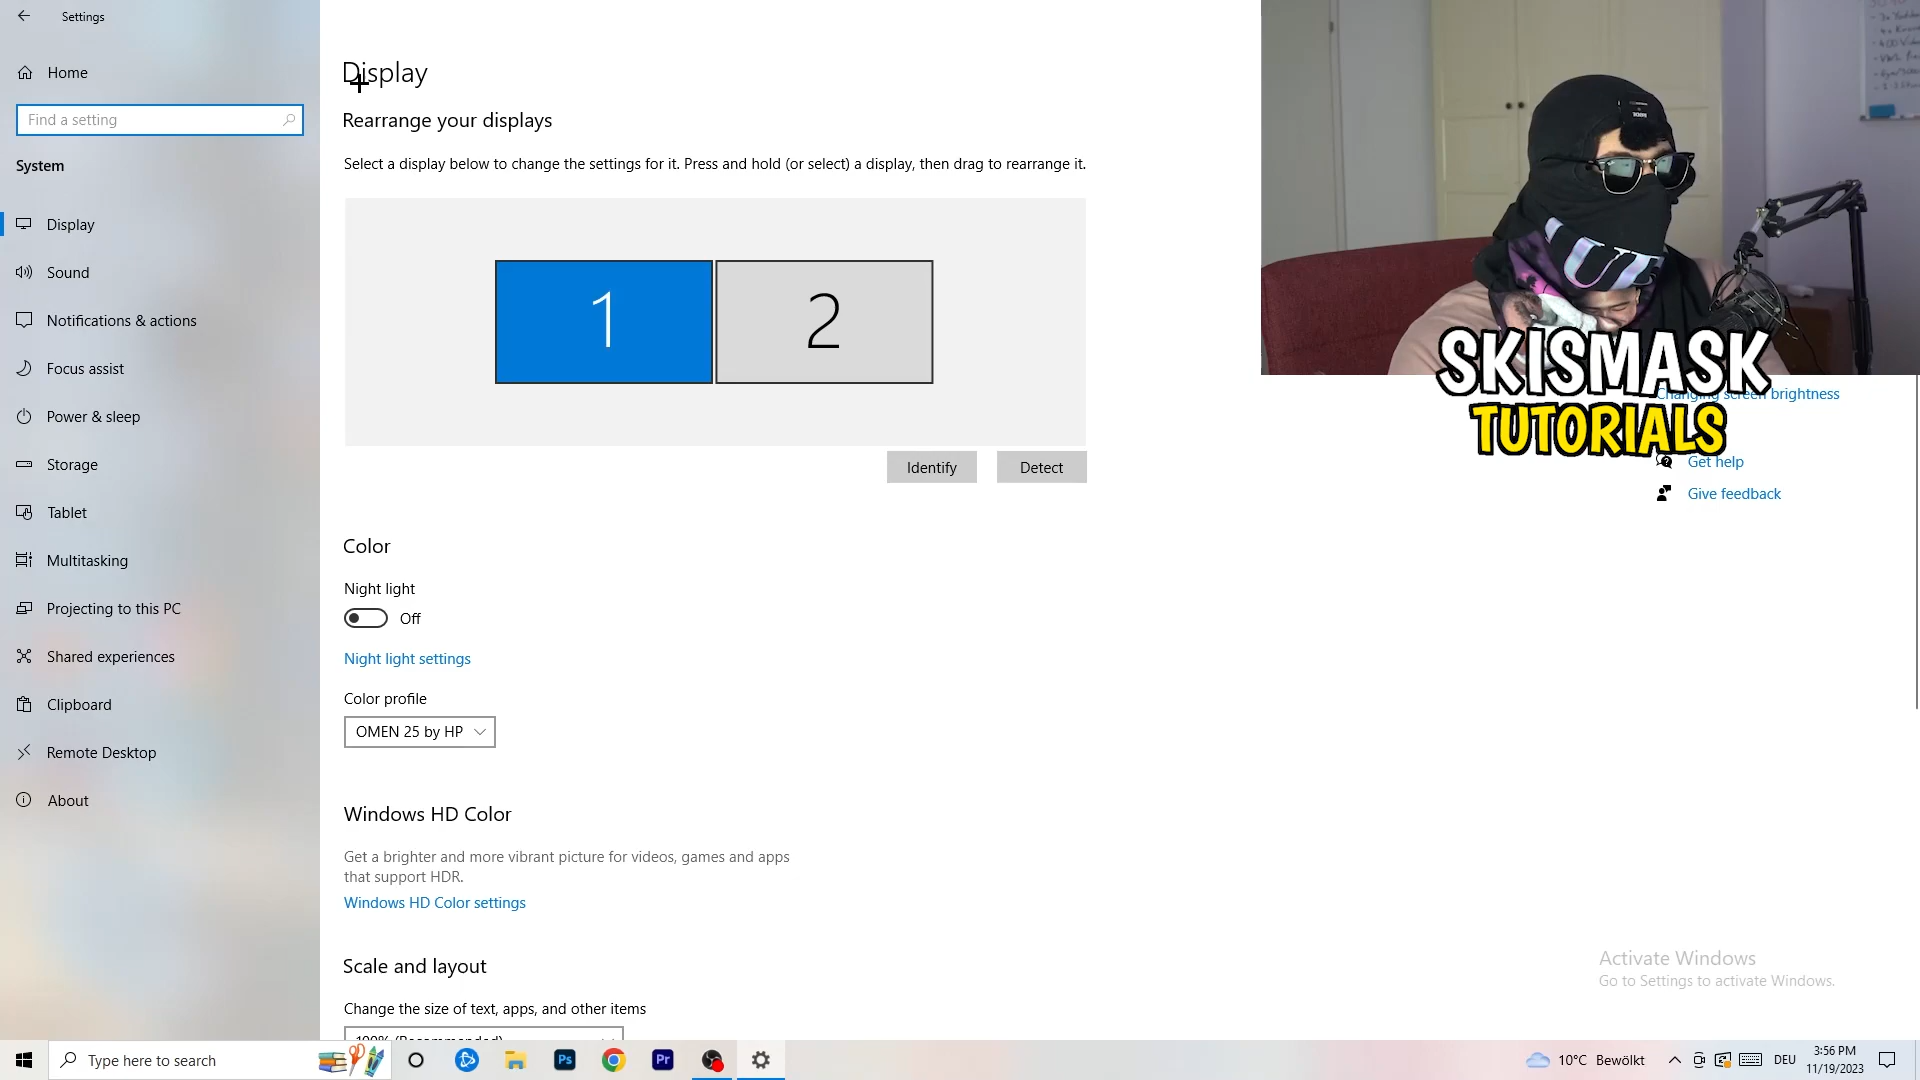 Settings
Home
Find a setting
System
Display
Sound
Notifications & actions
Focus assist
Power & sleep
Storage
Tablet
Multitasking
Projecting to this PC
Shared experiences
Clipboard
Remote Desktop
About
Display
Rearrange your displays
Select a display below to change the settings for it. Press and hold (or select) a display, then drag to rearrange it.
1
2
Identify
Detect
Color
Night light
Off
Night light settings
Color profile
OMEN 25 by HP
Windows HD Color
Get a brighter and more vibrant picture for videos, games and apps
that support HDR.
Windows HD Color settings
Scale and layout
Change the size of text, apps, and other items
100% (Recommended)
SKISMASK
TUTORIALS
Changing screen brightness
Get help
Give feedback
Activate Windows
Go to Settings to activate Windows.
Type here to search
Ps
Pr
10°C Bewölkt
DEU
3:56 PM
11/19/2023